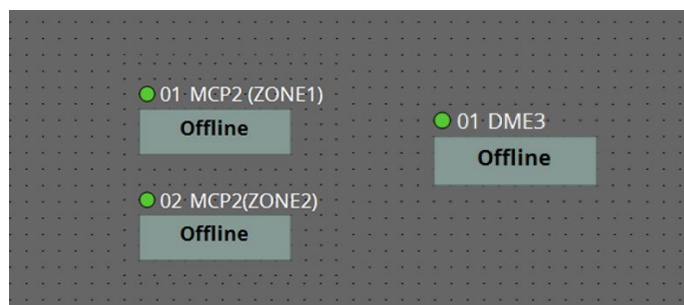 01 MCP2 (ZONE1)
Offline
02 MCP2(ZONE2)
Offline
01 DME3
Offline